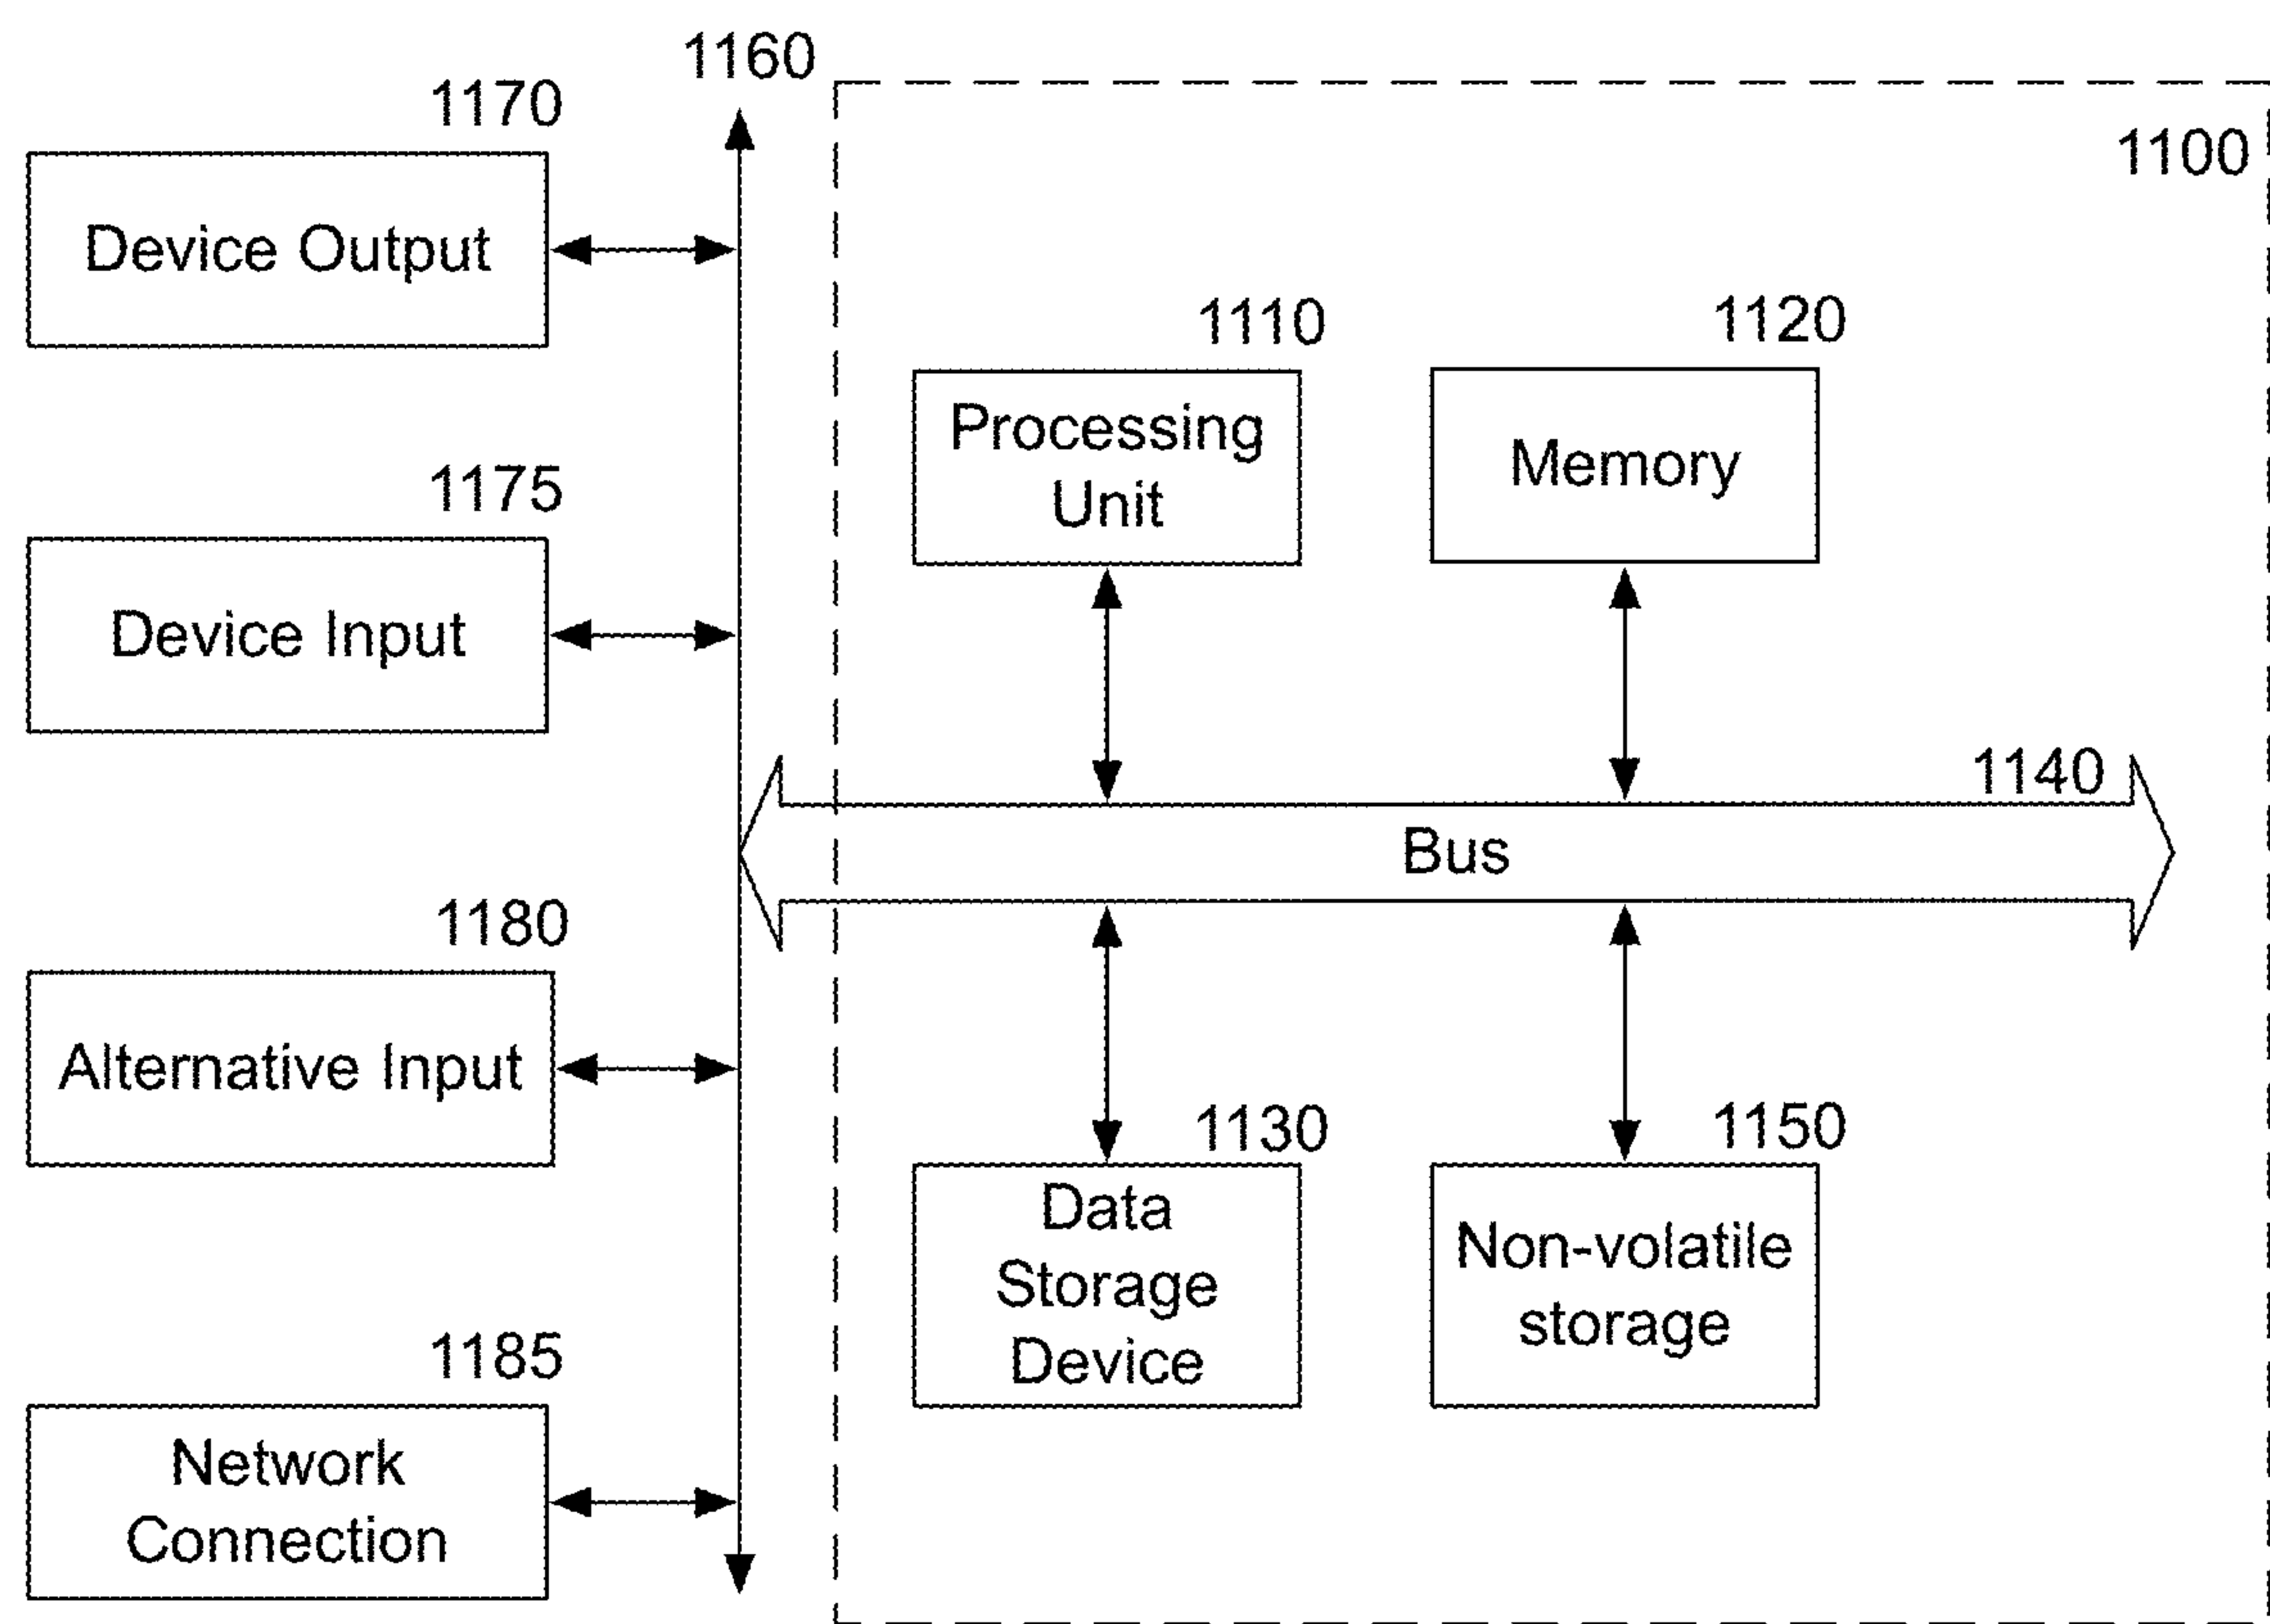 1160
1170
Device Output
1175
Device Input
1180
Alternative Input
1185
Network
Connection
1100
1110
Processing
Unit
1120
Memory
1140
Bus
1130
Data
Storage
Device
1150
Non-volatile
storage